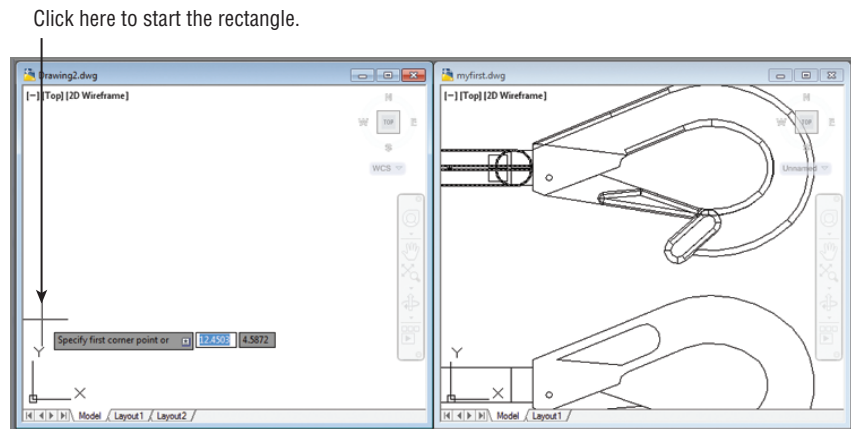 Click here to start the rectangle.
Drawing2.dwg
myfirst.dwg
[−] [Top] [2D Wireframe]
N
W TOP E
S
WCS
[−] [Top] [2D Wireframe]
N
W TOP E
S
Unnamed
Specify first corner point or 12.4503 4.5872
Y
X
Y
X
Model Layout1 Layout2
Model Layout1